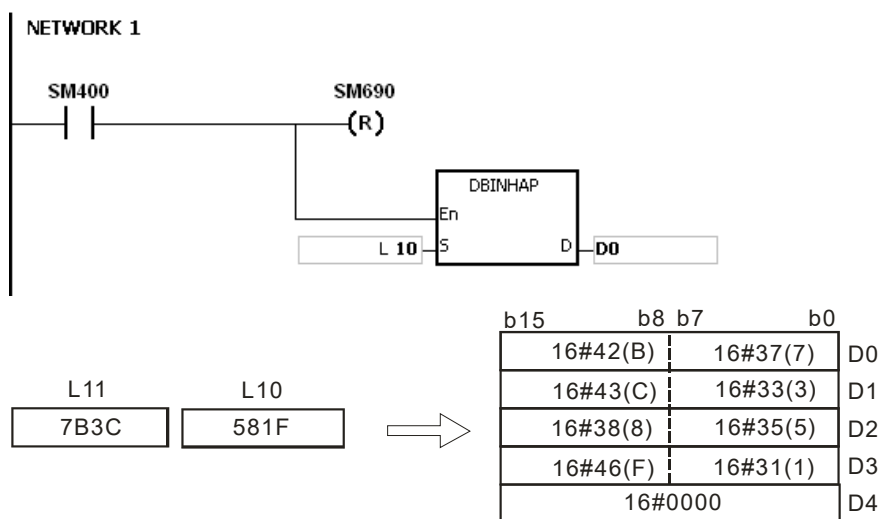 NETWORK 1
SM400 SM690
(R)
DBINHAP
En
L 10 S D D0
b15 b8 b7 b0
16#42(B) 16#37(7) D0
L11 L10 16#43(C) 16#33(3) D1
7B3C 581F 16#38(8) 16#35(5) D2
16#46(F) 16#31(1) D3
16#0000 D4